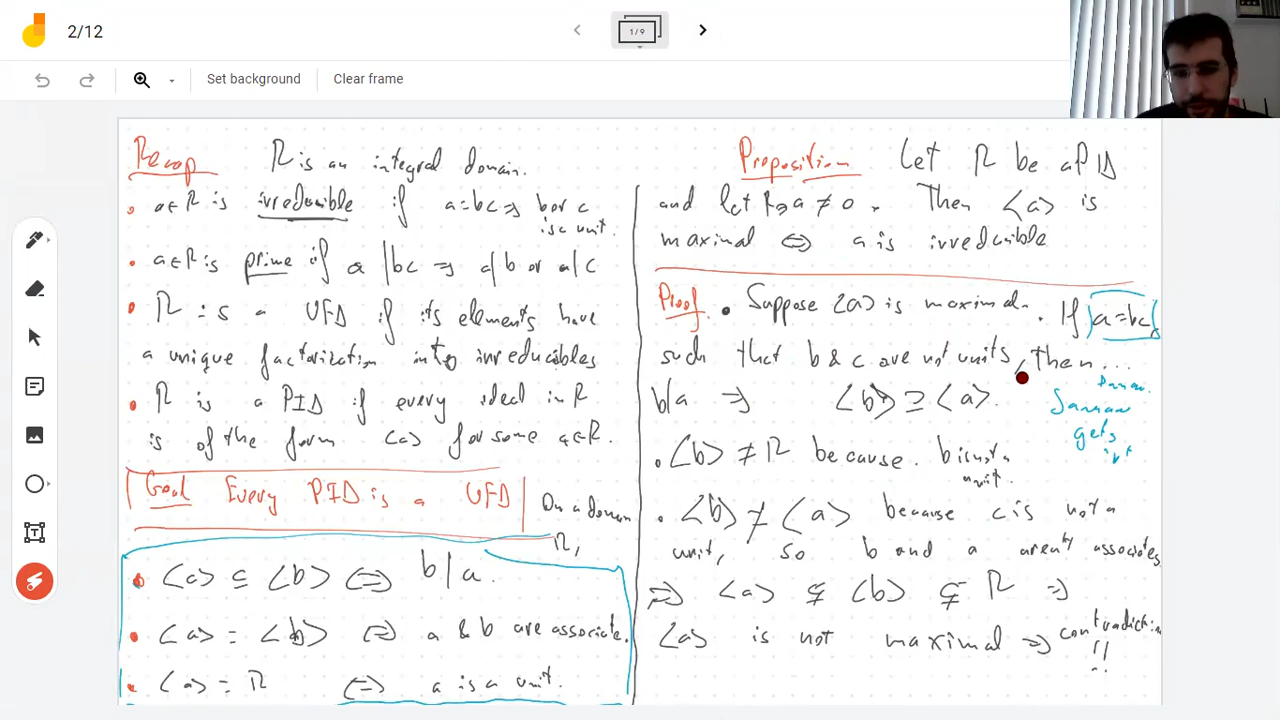 2/12
1/9
Set background
Clear frame
Recap R is an integral domain.
• a∈R is irreducible if a=bc ⇒ b or c
is a unit.
• a∈R is prime if a|bc ⇒ a|b or a|c
• R is a UFD if its elements have
a unique factorization into irreducibles
• R is a PID if every ideal in R
is of the form ⟨a⟩ for some a∈R.
Goal Every PID is a UFD
On a domain
R,
• ⟨a⟩ ⊆ ⟨b⟩ ⇔ b|a.
• ⟨a⟩ = ⟨b⟩ ⇔ a & b are associate.
• ⟨a⟩ = R ⇔ a is a unit.
Proposition Let R be a PID
and let R∋a ≠ 0. Then ⟨a⟩ is
maximal ⇔ a is irreducible
Proof. • Suppose ⟨a⟩ is maximal. If a=bc
such that b & c are not units, then...
b|a ⇒ ⟨b⟩ ⊇ ⟨a⟩.
gets
• ⟨b⟩ ≠ R because b is not a
unit.
• ⟨b⟩ ≠ ⟨a⟩ because c is not a
unit, so b and a aren't associates
⇒ ⟨a⟩ ⊊ ⟨b⟩ ⊊ R ⇒
⟨a⟩ is not maximal ⇒ contradiction
!!